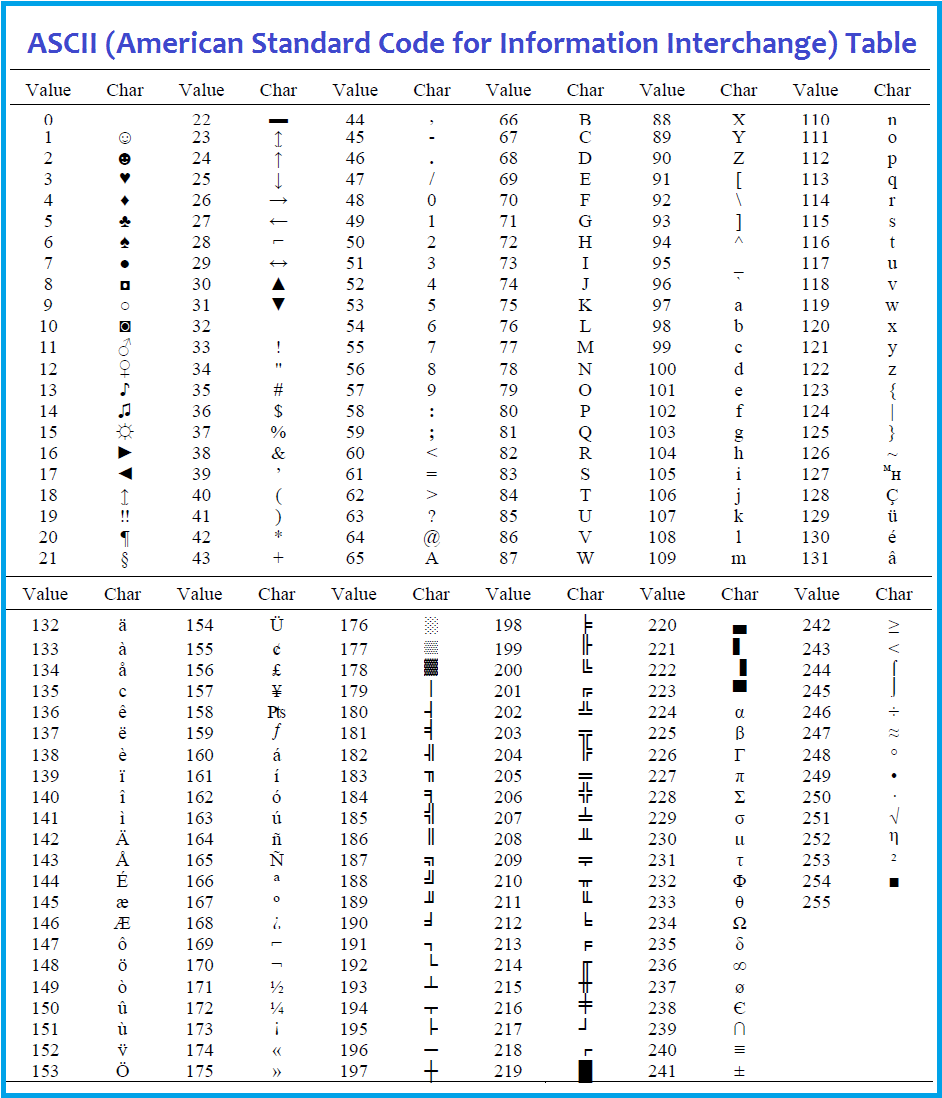 ASCII (American Standard Code for Information Interchange) Table
Value Char Value Char Value Char Value Char Value Char Value Char
0 22 ▬ 44 , 66 B 88 X 110 n
1 ☺ 23 ↨ 45 - 67 C 89 Y 111 o
2 ☻ 24 ↑ 46 . 68 D 90 Z 112 p
3 ♥ 25 ↓ 47 / 69 E 91 [ 113 q
4 ♦ 26 → 48 0 70 F 92 \ 114 r
5 ♣ 27 ← 49 1 71 G 93 ] 115 s
6 ♠ 28 ⌐ 50 2 72 H 94 ^ 116 t
7 ● 29 ↔ 51 3 73 I 95 _ 117 u
8 ◘ 30 ▲ 52 4 74 J 96 ` 118 v
9 ○ 31 ▼ 53 5 75 K 97 a 119 w
10 ◙ 32 54 6 76 L 98 b 120 x
11 ♂ 33 ! 55 7 77 M 99 c 121 y
12 ♀ 34 " 56 8 78 N 100 d 122 z
13 ♪ 35 # 57 9 79 O 101 e 123 {
14 ♫ 36 $ 58 : 80 P 102 f 124 |
15 ☼ 37 % 59 ; 81 Q 103 g 125 }
16 ► 38 & 60 < 82 R 104 h 126 ~
17 ◄ 39 ’ 61 = 83 S 105 i 127 ᴹн
18 ↕ 40 ( 62 > 84 T 106 j 128 Ç
19 !! 41 ) 63 ? 85 U 107 k 129 ü
20 ¶ 42 * 64 @ 86 V 108 l 130 é
21 § 43 + 65 A 87 W 109 m 131 â
Value Char Value Char Value Char Value Char Value Char Value Char
132 ä 154 Ü 176 ░ 198 ╞ 220 ▄ 242 ≥
133 à 155 ¢ 177 ▒ 199 ╟ 221 ▌ 243 <
134 å 156 £ 178 ▓ 200 ╚ 222 ▐ 244 ⌠
135 c 157 ¥ 179 │ 201 ╔ 223 ▀ 245 ⌡
136 ê 158 ₧ 180 ┤ 202 ╩ 224 α 246 ÷
137 ë 159 ƒ 181 ╡ 203 ╦ 225 β 247 ≈
138 è 160 á 182 ╢ 204 ╠ 226 Γ 248 °
139 ï 161 í 183 ╖ 205 ═ 227 π 249 •
140 î 162 ó 184 ╕ 206 ╬ 228 Σ 250 ·
141 ì 163 ú 185 ╣ 207 ╧ 229 σ 251 √
142 Ä 164 ñ 186 ║ 208 ╨ 230 u 252 η
143 Å 165 Ñ 187 ╗ 209 ╤ 231 τ 253 ²
144 É 166 ª 188 ╝ 210 ╥ 232 Φ 254 ■
145 æ 167 º 189 ╜ 211 ╙ 233 θ 255
146 Æ 168 ¿ 190 ╛ 212 ╘ 234 Ω
147 ô 169 ⌐ 191 ┐ 213 ╒ 235 δ
148 ö 170 ¬ 192 └ 214 ╓ 236 ∞
149 ò 171 ½ 193 ┴ 215 ╫ 237 ø
150 û 172 ¼ 194 ┬ 216 ╪ 238 Є
151 ù 173 ¡ 195 ├ 217 ┘ 239 ∩
152 v̈ 174 « 196 ─ 218 ┌ 240 ≡
153 Ö 175 » 197 ┼ 219 █ 241 ±